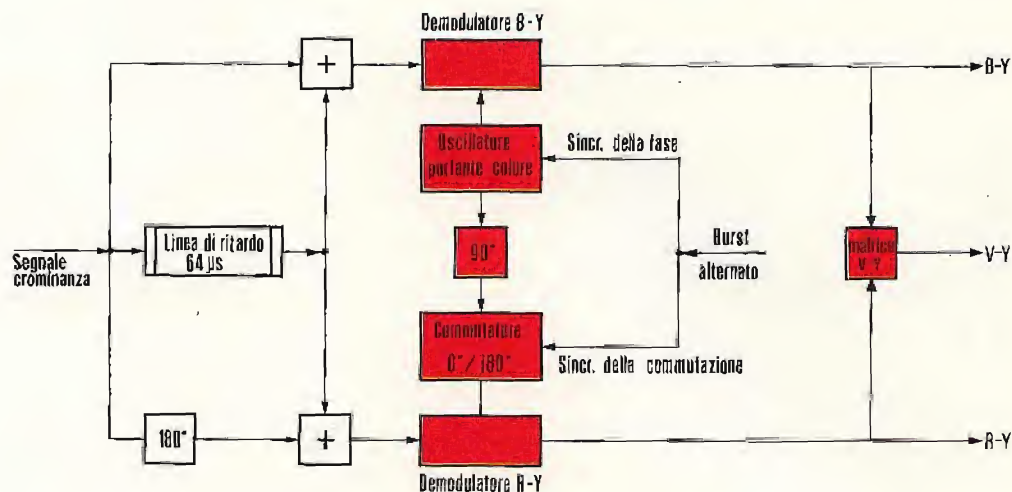 Demodulatore B-Y
+
B-Y
Oscillatore
portante colore
Sincr. della fase
Linea di ritardo
64 µs
Segnale
crominanza
90°
Burst
alternato
matrice
V-Y
V-Y
Commutatore
0°/180°
Sincr. della commutazione
180°
+
R-Y
Demodulatore R-Y